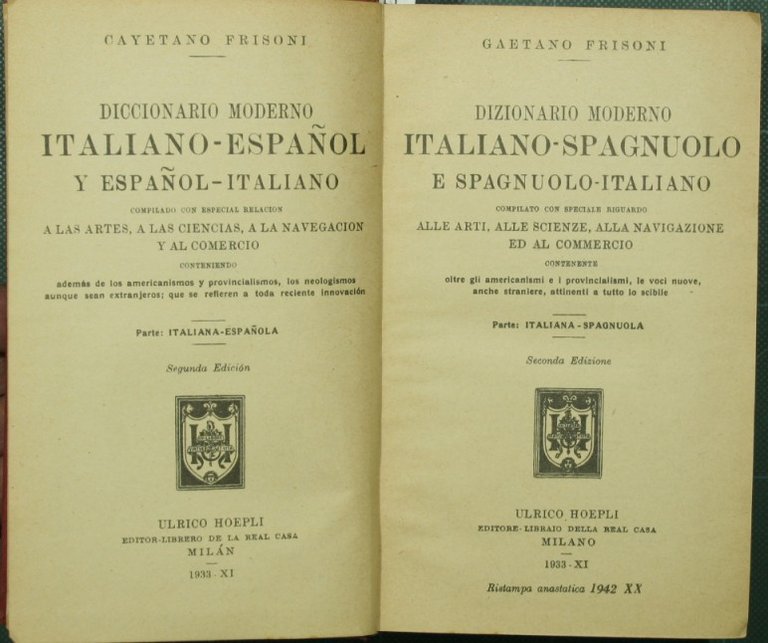 CAYETANO FRISONI
DICCIONARIO MODERNO
ITALIANO-ESPAÑOL
Y ESPAÑOL-ITALIANO
COMPILADO CON ESPECIAL RELACION
A LAS ARTES, A LAS CIENCIAS, A LA NAVEGACION
Y AL COMERCIO
CONTENIENDO
además de los americanismos y provincialismos, los neologismos
aunque sean extranjeros; que se refieren a toda reciente innovación
Parte: ITALIANA-ESPAÑOLA
Segunda Edición
ULRICO HOEPLI
EDITOR-LIBRERO DE LA REAL CASA
MILÁN
1933 - XI
GAETANO FRISONI
DIZIONARIO MODERNO
ITALIANO-SPAGNUOLO
E SPAGNUOLO-ITALIANO
COMPILATO CON SPECIALE RIGUARDO
ALLE ARTI, ALLE SCIENZE, ALLA NAVIGAZIONE
ED AL COMMERCIO
CONTENENTE
oltre gli americanismi e i provincialismi, le voci nuove,
anche straniere, attinenti a tutto lo scibile
Parte: ITALIANA - SPAGNUOLA
Seconda Edizione
ULRICO HOEPLI
EDITORE-LIBRAIO DELLA REAL CASA
MILANO
1933 - XI
Ristampa anastatica 1942 XX